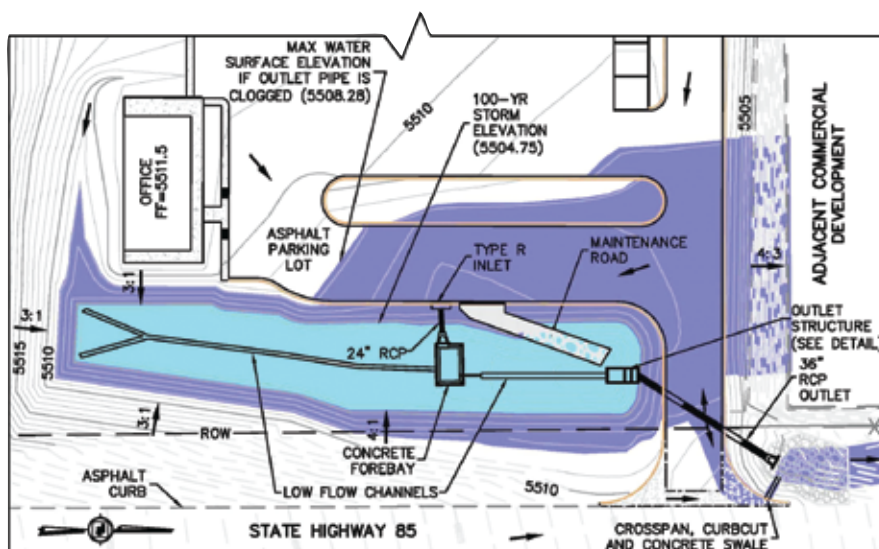 MAX WATER
SURFACE ELEVATION
IF OUTLET PIPE IS
CLOGGED (5508.28)
100-YR
STORM
ELEVATION
(5504.75)
5510
5505
ADJACENT COMMERCIAL
DEVELOPMENT
OFFICE
FF=5511.5
ASPHALT
PARKING
LOT
TYPE R
INLET
MAINTENANCE
ROAD
4:3
3:1
3:1
5515
5510
24" RCP
OUTLET
STRUCTURE
(SEE DETAIL)
36"
RCP
OUTLET
3:1
4:1
ROW
CONCRETE
FOREBAY
ASPHALT
CURB
LOW FLOW CHANNELS
5510
STATE HIGHWAY 85
CROSSPAN, CURBCUT
AND CONCRETE SWALE